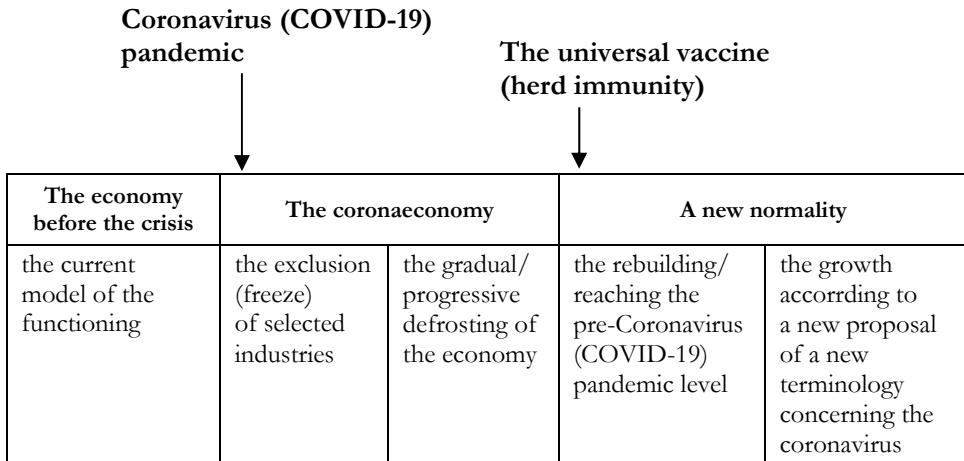 Coronavirus (COVID-19)
pandemic
The universal vaccine
(herd immunity)
The economy
before the crisis
The coronaeconomy
A new normality
the current
model of the
functioning
the exclusion
(freeze)
of selected
industries
the gradual/
progressive
defrosting of
the economy
the rebuilding/
reaching the
pre-Coronavirus
(COVID-19)
pandemic level
the growth
accorrding to
a new proposal
of a new
terminology
concerning the
coronavirus